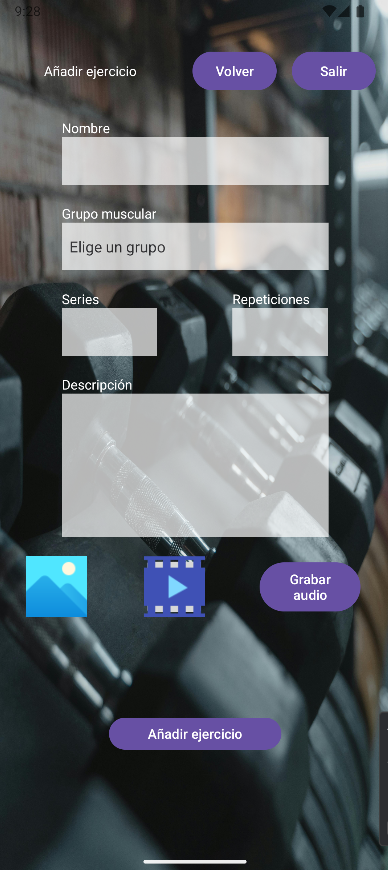 9:28
Añadir ejercicio
Volver
Salir
Nombre
Grupo muscular
Elige un grupo
Series
Repeticiones
Descripción
Grabar
audio
Añadir ejercicio